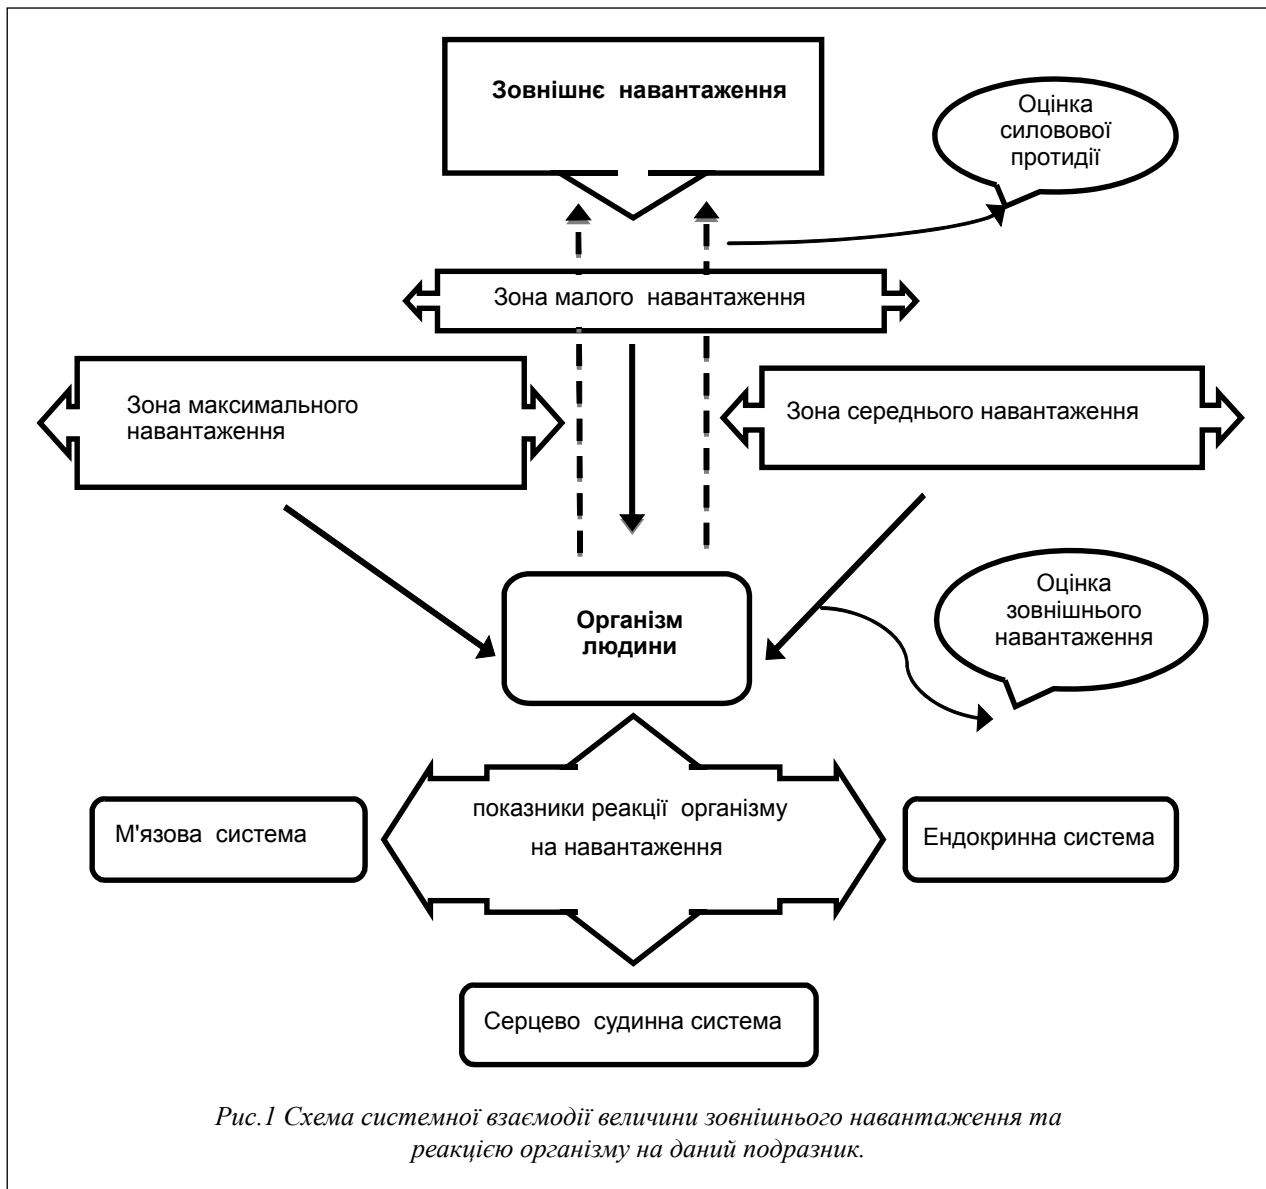 Зовнішнє навантаження
Оцінка
силовової
протидії
Зона малого навантаження
Зона максимального
навантаження
Зона середнього навантаження
Організм
людини
Оцінка
зовнішнього
навантаження
показники реакції організму
на навантаження
М'язова система
Ендокринна система
Серцево судинна система
Рис.1 Схема системної взаємодії величини зовнішнього навантаження та
реакцією організму на даний подразник.